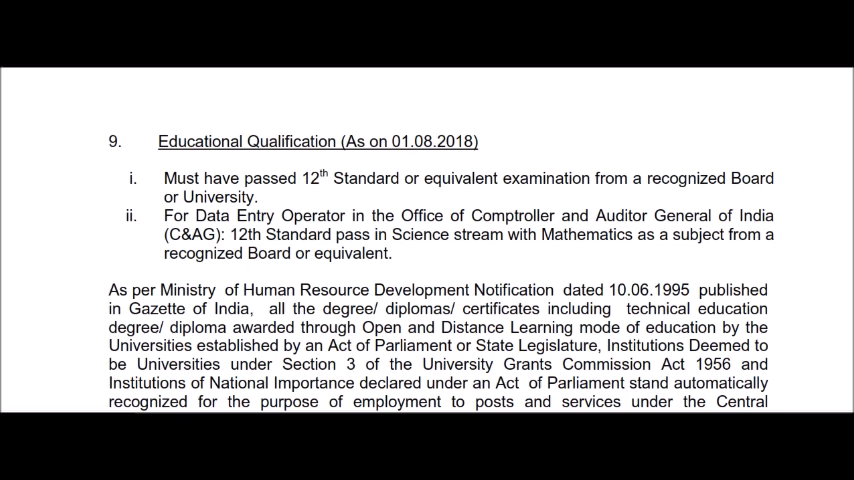 9. Educational Qualification (As on 01.08.2018)
i. Must have passed 12th Standard or equivalent examination from a recognized Board
or University.
ii. For Data Entry Operator in the Office of Comptroller and Auditor General of India
(C&AG): 12th Standard pass in Science stream with Mathematics as a subject from a
recognized Board or equivalent.
As per Ministry of Human Resource Development Notification dated 10.06.1995 published
in Gazette of India, all the degree/ diplomas/ certificates including technical education
degree/ diploma awarded through Open and Distance Learning mode of education by the
Universities established by an Act of Parliament or State Legislature, Institutions Deemed to
be Universities under Section 3 of the University Grants Commission Act 1956 and
Institutions of National Importance declared under an Act of Parliament stand automatically
recognized for the purpose of employment to posts and services under the Central